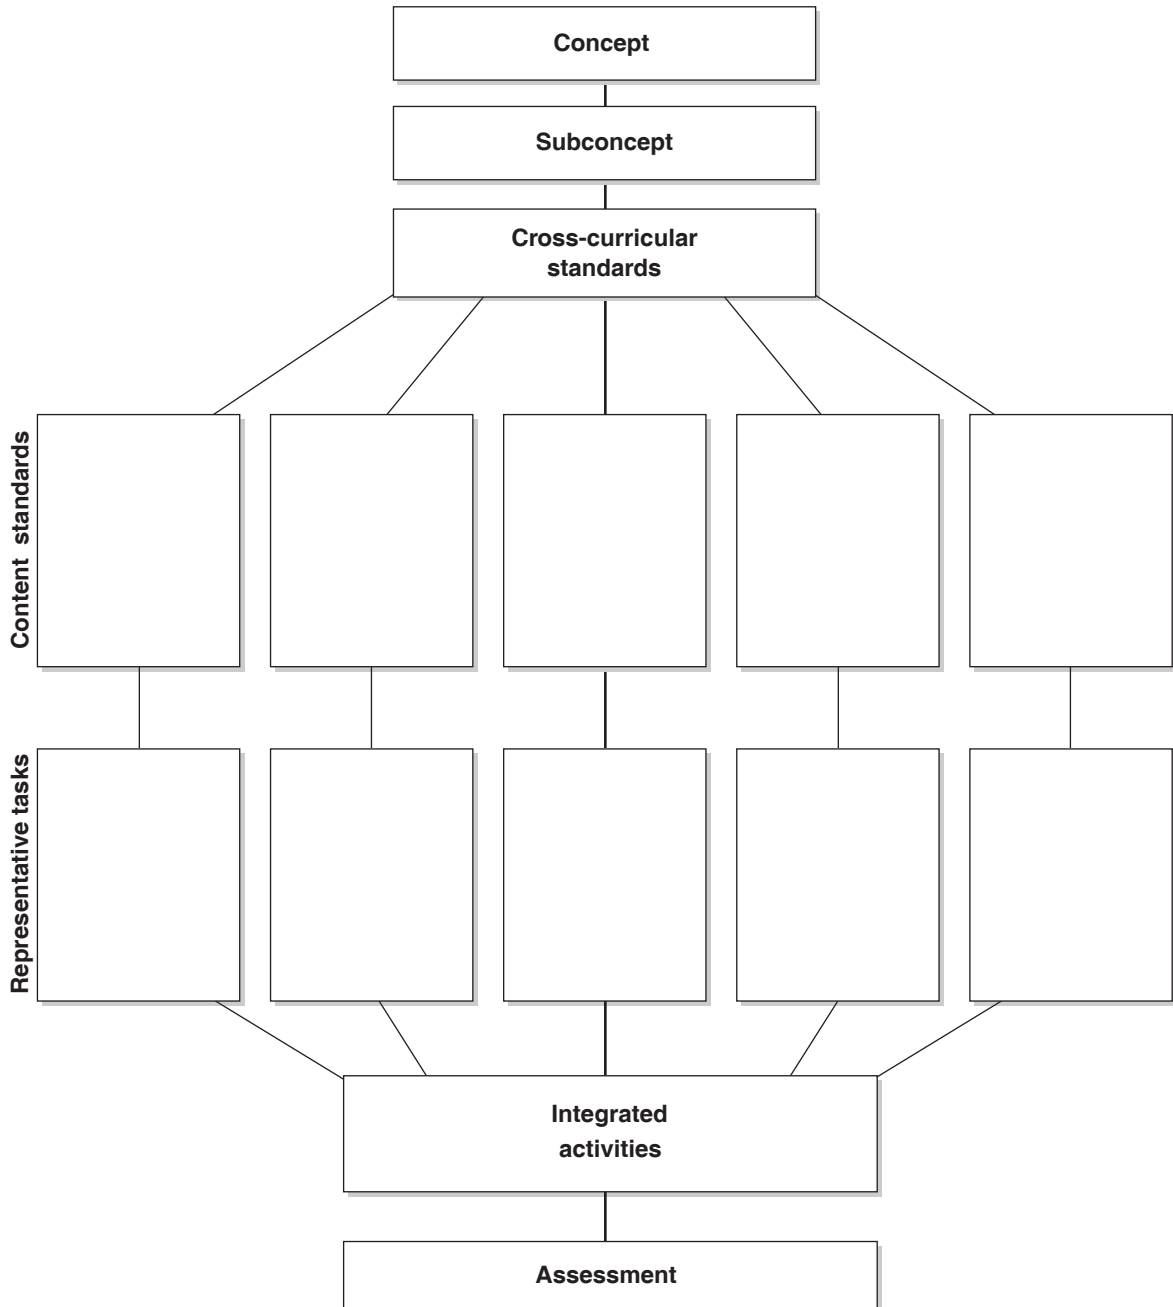 Concept
Subconcept
Cross-curricular
standards
Content standards
Representative tasks
Integrated
activities
Assessment